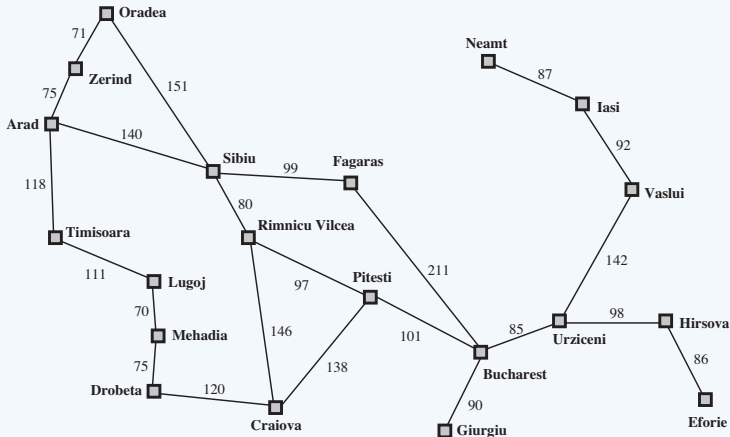 Oradea
71
Neamt
Zerind
87
151
75
Iasi
Arad
140
92
Sibiu
Fagaras
99
118
Vaslui
80
Timisoara
Rimnicu Vilcea
142
111
211
Lugoj
Pitesti
97
70
98
Hirsova
146
101
85
Mehadia
Urziceni
75
138
86
Bucharest
Drobeta
120
90
Eforie
Craiova
Giurgiu